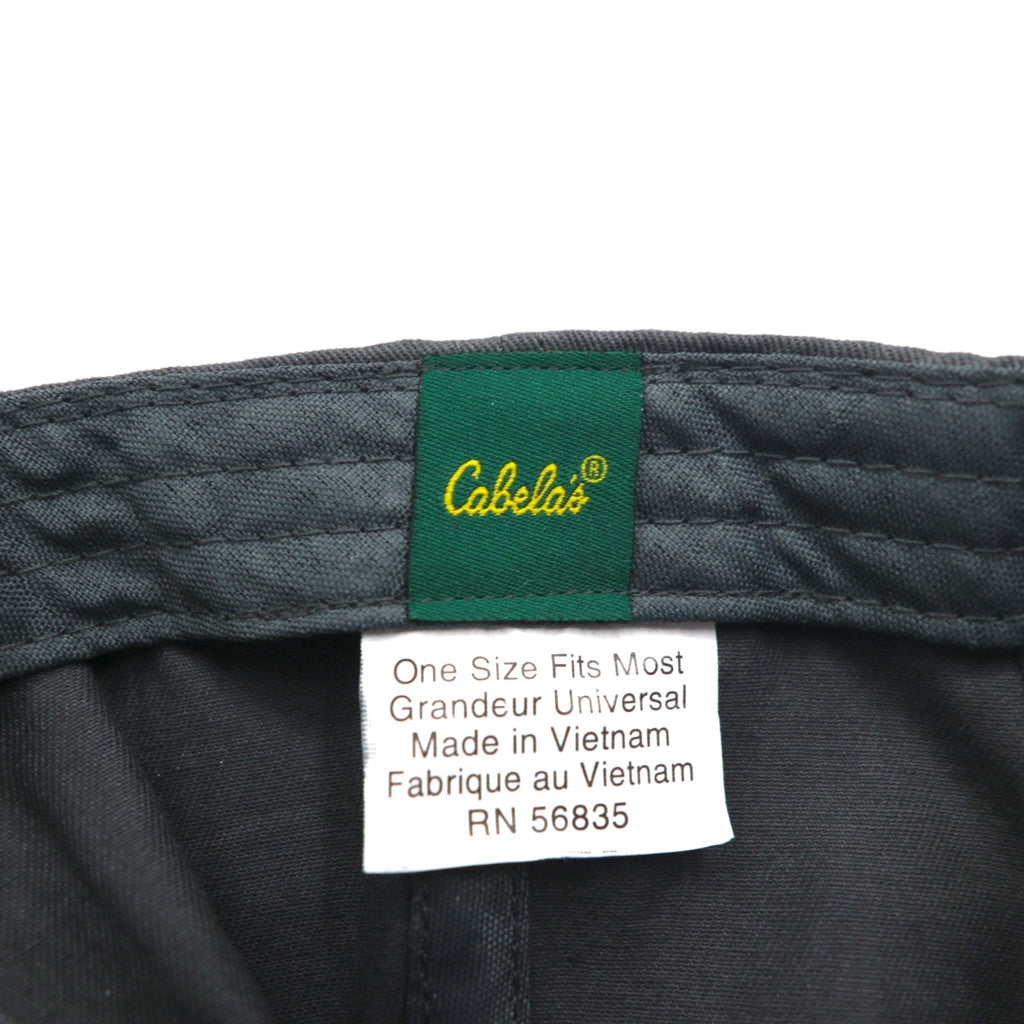 Cabela's®
One Size Fits Most
Grandeur Universal
Made in Vietnam
Fabrique au Vietnam
RN 56835